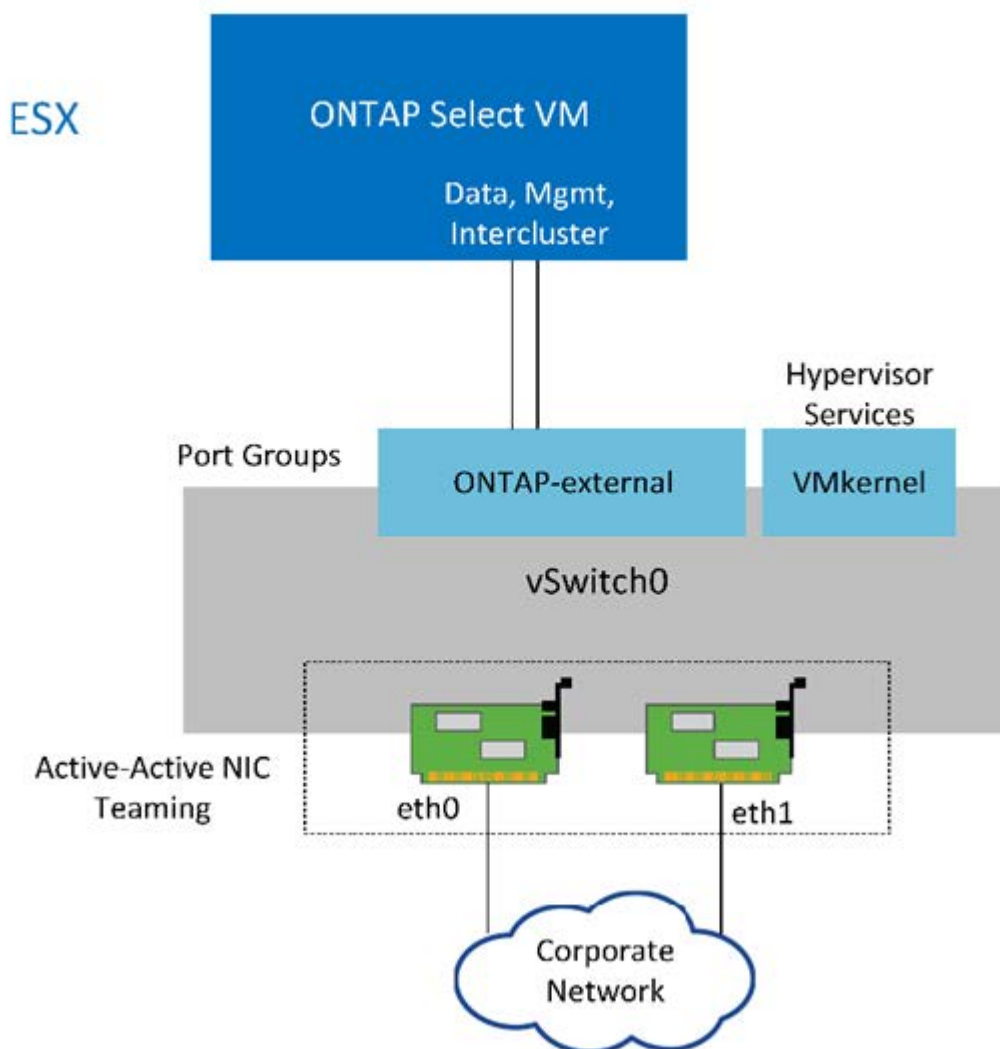 ESX
ONTAP Select VM
Data, Mgmt,
Intercluster
Hypervisor
Services
Port Groups
ONTAP-external
VMkernel
vSwitch0
Active-Active NIC
Teaming
eth0
eth1
Corporate
Network